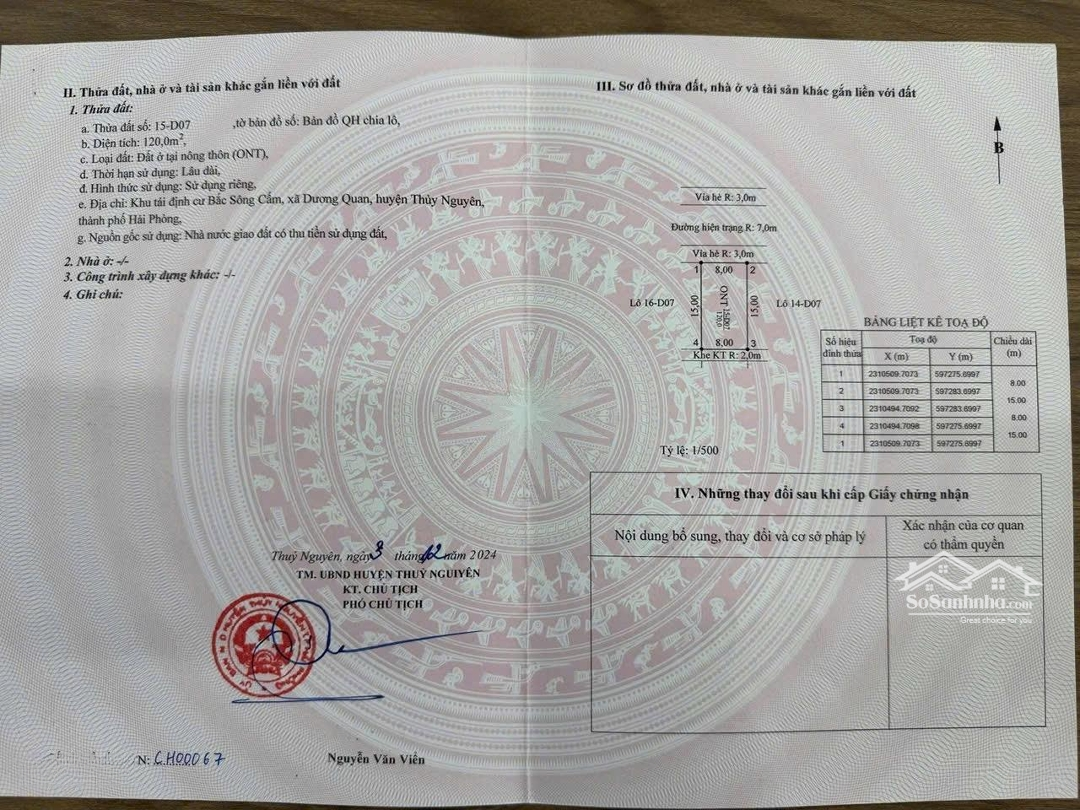 II. Thửa đất, nhà ở và tài sản khác gắn liền với đất
1. Thửa đất:
a. Thửa đất số: 15-D07 ,tờ bản đồ số: Bản đồ QH chia lô,
b. Diện tích: 120,0m²,
c. Loại đất: Đất ở tại nông thôn (ONT),
d. Thời hạn sử dụng: Lâu dài,
đ. Hình thức sử dụng: Sử dụng riêng,
e. Địa chỉ: Khu tái định cư Bắc Sông Cấm, xã Dương Quan, huyện Thủy Nguyên,
thành phố Hải Phòng,
g. Nguồn gốc sử dụng: Nhà nước giao đất có thu tiền sử dụng đất,
2. Nhà ở: -/-
3. Công trình xây dựng khác: -/-
4. Ghi chú:
Thuỷ Nguyên, ngày 3 tháng 12 năm 2024
TM. UBND HUYỆN THUỶ NGUYÊN
KT. CHỦ TỊCH
PHÓ CHỦ TỊCH
Nguyễn Văn Viển
N: CH00067
III. Sơ đồ thửa đất, nhà ở và tài sản khác gắn liền với đất
B
Vỉa hè R: 3,0m
Đường hiện trạng R: 7,0m
Vỉa hè R: 3,0m
1 8,00 2
Lô 16-D07 15,00 ONT 15-D07 120,0 15,00 Lô 14-D07
4 8,00 3
Khe KT R: 2,0m
Tỷ lệ: 1/500
BẢNG LIỆT KÊ TOẠ ĐỘ
Số hiệu đỉnh thửa Toạ độ Chiều dài (m)
X (m) Y (m)
1 2310509.7073 597275.6997
8.00
2 2310509.7073 597283.6997
15.00
3 2310494.7092 597283.6997
8.00
4 2310494.7098 597275.6997
15.00
1 2310509.7073 597275.6997
IV. Những thay đổi sau khi cấp Giấy chứng nhận
Nội dung bổ sung, thay đổi và cơ sở pháp lý
Xác nhận của cơ quan
có thẩm quyền
SoSanhnha.com
Great choice for you